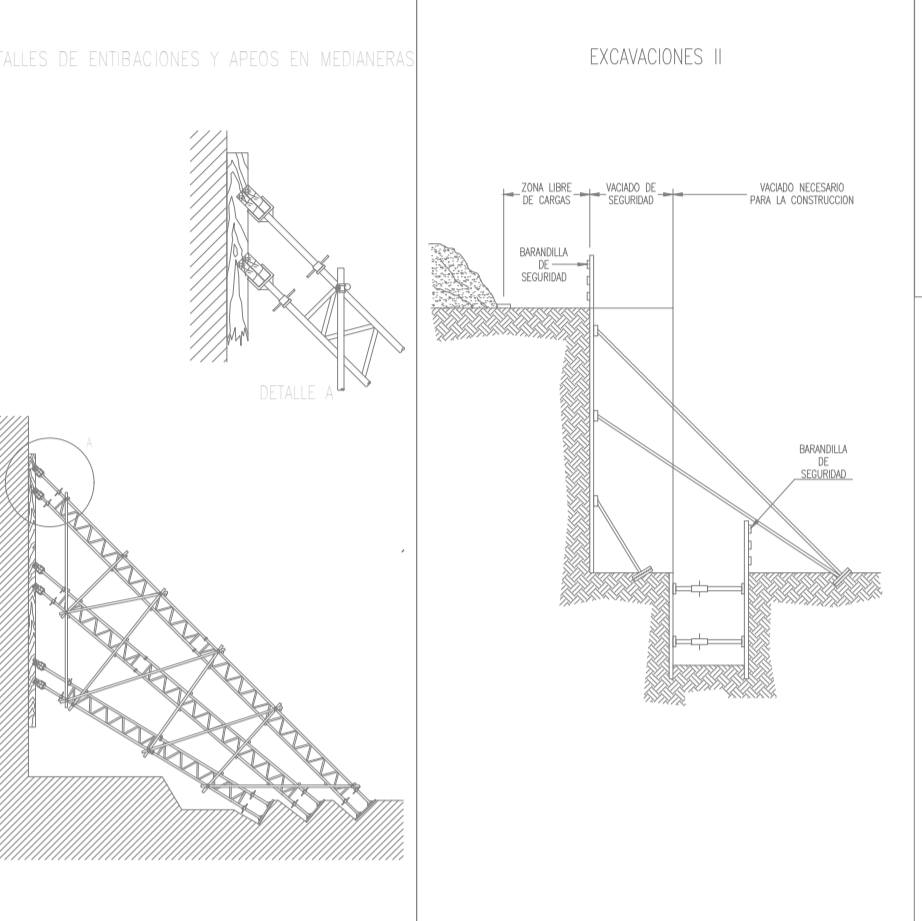 TALLES DE ENTIBACIONES Y APEOS EN MEDIANERAS
DETALLE A
A
EXCAVACIONES II
ZONA LIBRE
DE CARGAS
VACIADO DE
SEGURIDAD
VACIADO NECESARIO
PARA LA CONSTRUCCION
BARANDILLA
DE
SEGURIDAD
BARANDILLA
DE
SEGURIDAD